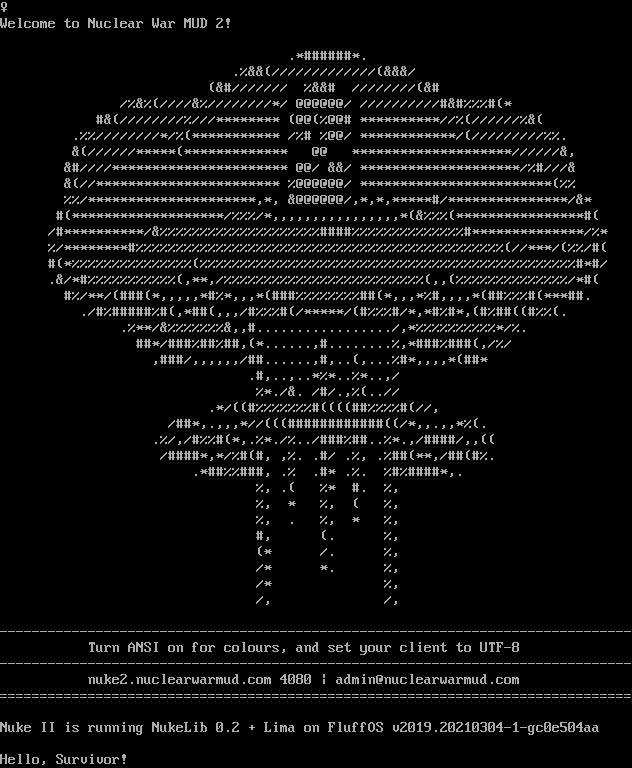 Welcome to Nuclear War MUD 2!
Turn ANSI on for colours, and set your client to UTF-8
nuke2.nuclearwarmud.com 4080 | admin@nuclearwarmud.com
Nuke II is running NukeLib 0.2 + Lima on FluffOS v2019.20210304-1-gc0e504aa
Hello, Survivor!